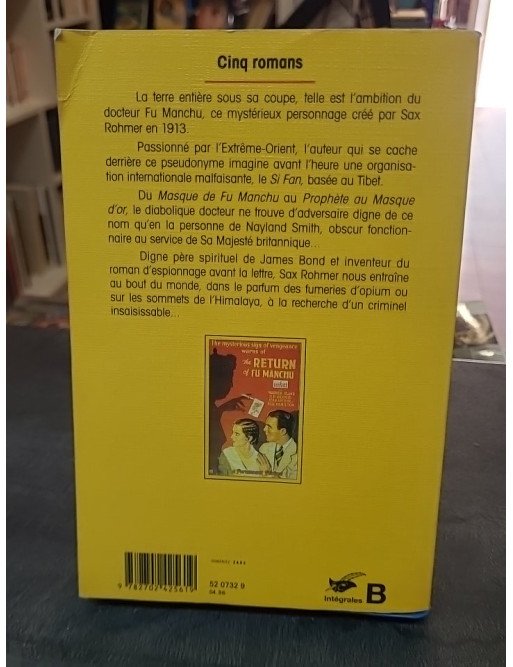 Cinq romans
La terre entière sous sa coupe, telle est l'ambition du
docteur Fu Manchu, ce mystérieux personnage créé par Sax
Rohmer en 1913.
Passionné par l'Extrême-Orient, l'auteur qui se cache
derrière ce pseudonyme imagine avant l'heure une organisa-
tion internationale malfaisante, le Si Fan, basée au Tibet.
Du Masque de Fu Manchu au Prophète au Masque
d'or, le diabolique docteur ne trouve d'adversaire digne de ce
nom qu'en la personne de Nayland Smith, obscur fonction-
naire au service de Sa Majesté britannique...
Digne père spirituel de James Bond et inventeur du
roman d'espionnage avant la lettre, Sax Rohmer nous entraîne
au bout du monde, dans le parfum des fumeries d'opium ou
sur les sommets de l'Himalaya, à la recherche d'un criminel
insaisissable...
The mysterious sign of vengeance
warns of
The RETURN
of FU MANCHU
9 782702 425619
52 0732 9
04.96
Intégrales B